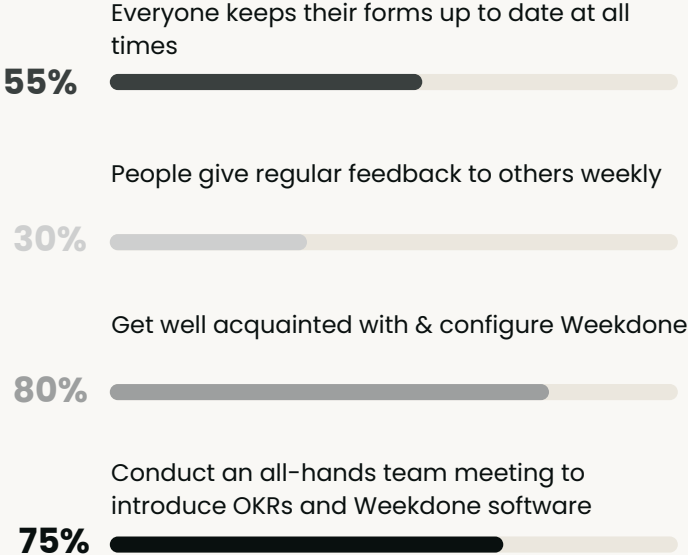 Everyone keeps their forms up to date at all
times
55%
People give regular feedback to others weekly
30%
Get well acquainted with & configure Weekdone
80%
Conduct an all-hands team meeting to
introduce OKRs and Weekdone software
75%